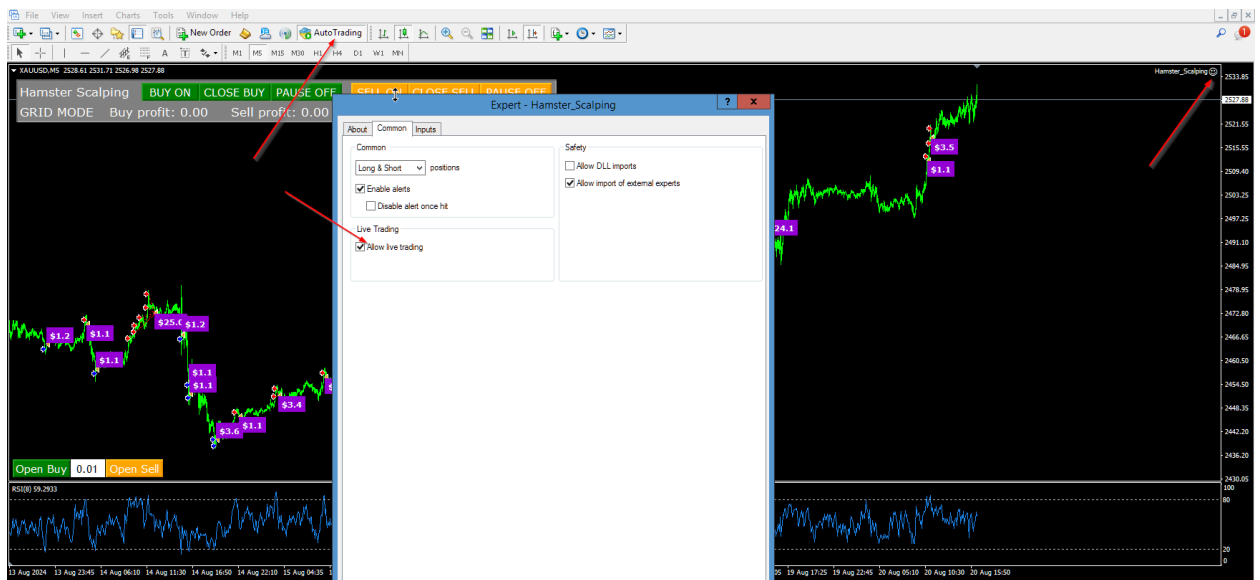 File View Insert Charts Tools Window Help
New Order AutoTrading
A T M1 M5 M15 M30 H1 H4 D1 W1 MN
XAUUSD,M5 2528.61 2531.71 2526.98 2527.88
Hamster_Scalping
Hamster Scalping BUY ON CLOSE BUY PAUSE OFF SELL ON CLOSE SELL PAUSE OFF
GRID MODE Buy profit: 0.00 Sell profit: 0.00
Expert - Hamster_Scalping ? X
About Common Inputs
Common
Long & Short positions
Enable alerts
Disable alert once hit
Live Trading
Allow live trading
Safety
Allow DLL imports
Allow import of external experts
$3.5
$1.1
24.1
$1.2
$1.1
$1.1
$25.0
$1.2
$1.1
$1.1
$3.6
$1.1
$3.4
$
2533.85
2527.88
2521.55
2515.55
2509.40
2503.25
2497.25
2491.10
2484.95
2478.95
2472.80
2466.65
2460.50
2454.50
2448.35
2442.20
2436.20
2430.05
Open Buy 0.01 Open Sell
RSI(8) 59.2933
100
80
20
0
13 Aug 2024 13 Aug 23:45 14 Aug 06:10 14 Aug 11:30 14 Aug 16:50 14 Aug 22:10 15 Aug 04:35 19 Aug 17:25 19 Aug 22:45 20 Aug 05:10 20 Aug 10:30 20 Aug 15:50